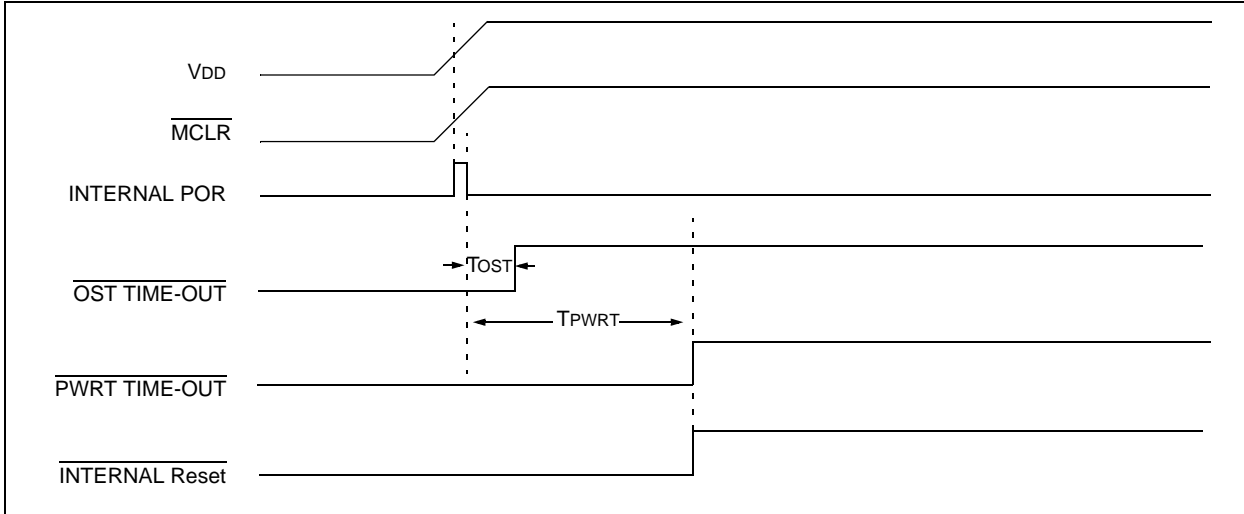 VDD
MCLR
INTERNAL POR
TOST
OST TIME-OUT
TPWRT
PWRT TIME-OUT
INTERNAL Reset